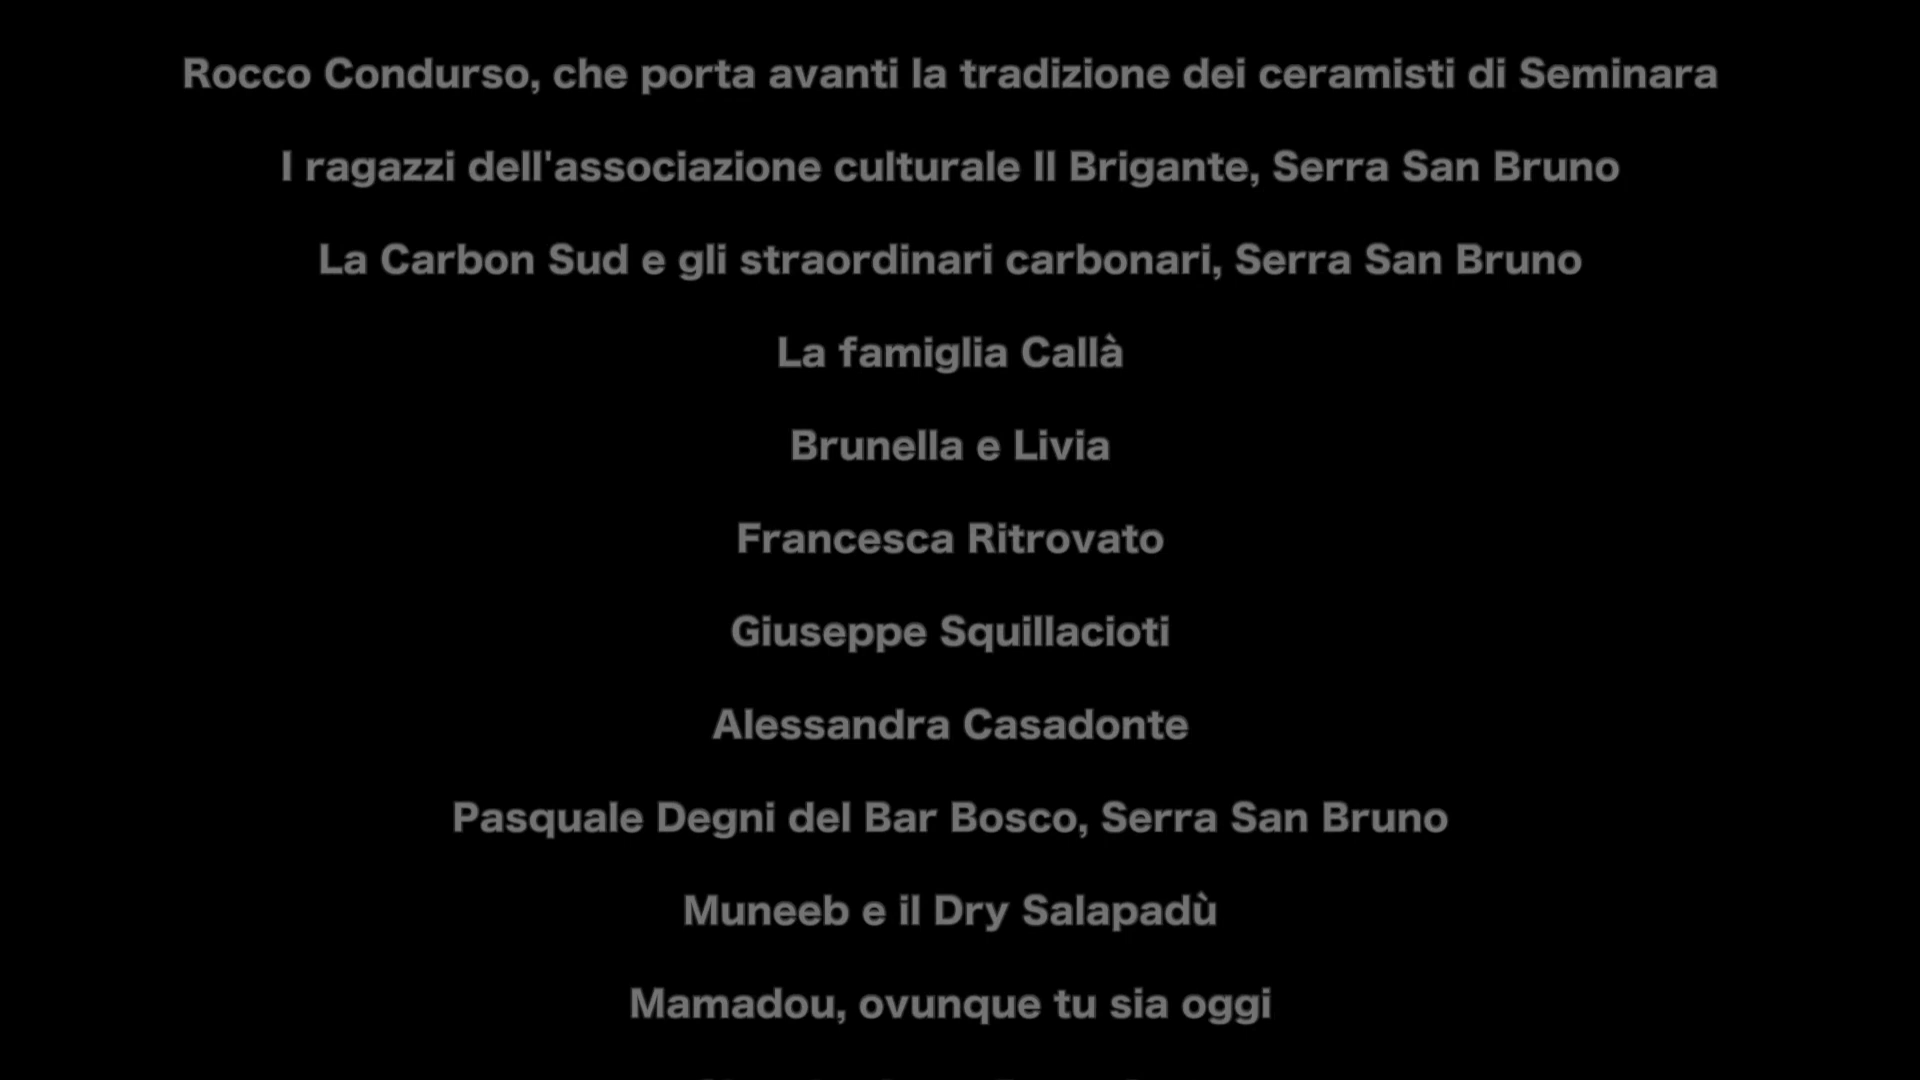 Rocco Condurso, che porta avanti la tradizione dei ceramisti di Seminara
I ragazzi dell'associazione culturale Il Brigante, Serra San Bruno
La Carbon Sud e gli straordinari carbonari, Serra San Bruno
La famiglia Callà
Brunella e Livia
Francesca Ritrovato
Giuseppe Squillacioti
Alessandra Casadonte
Pasquale Degni del Bar Bosco, Serra San Bruno
Muneeb e il Dry Salapadù
Mamadou, ovunque tu sia oggi